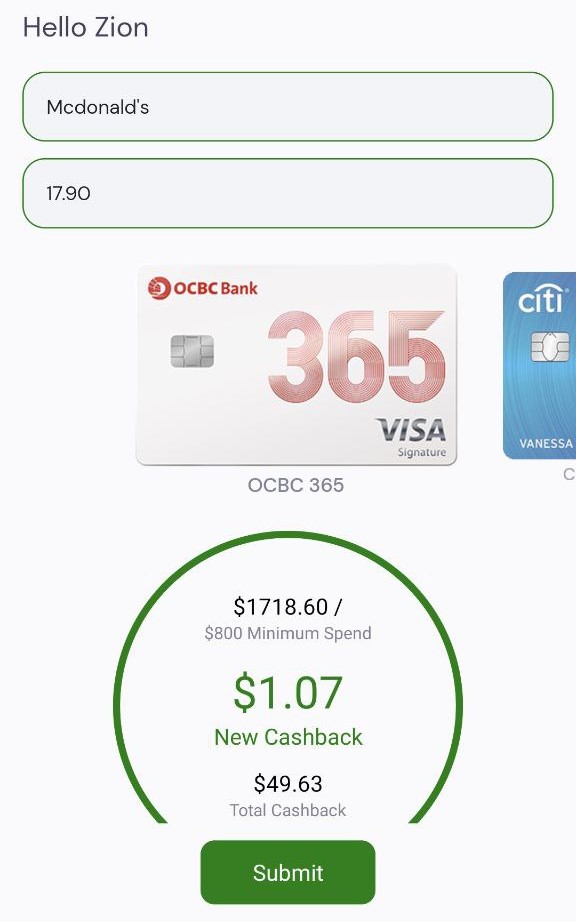 Hello Zion
Mcdonald's
17.90
OCBC Bank
365
VISA
Signature
citi
VANESSA
OCBC 365
C
$1718.60 /
$800 Minimum Spend
$1.07
New Cashback
$49.63
Total Cashback
Submit